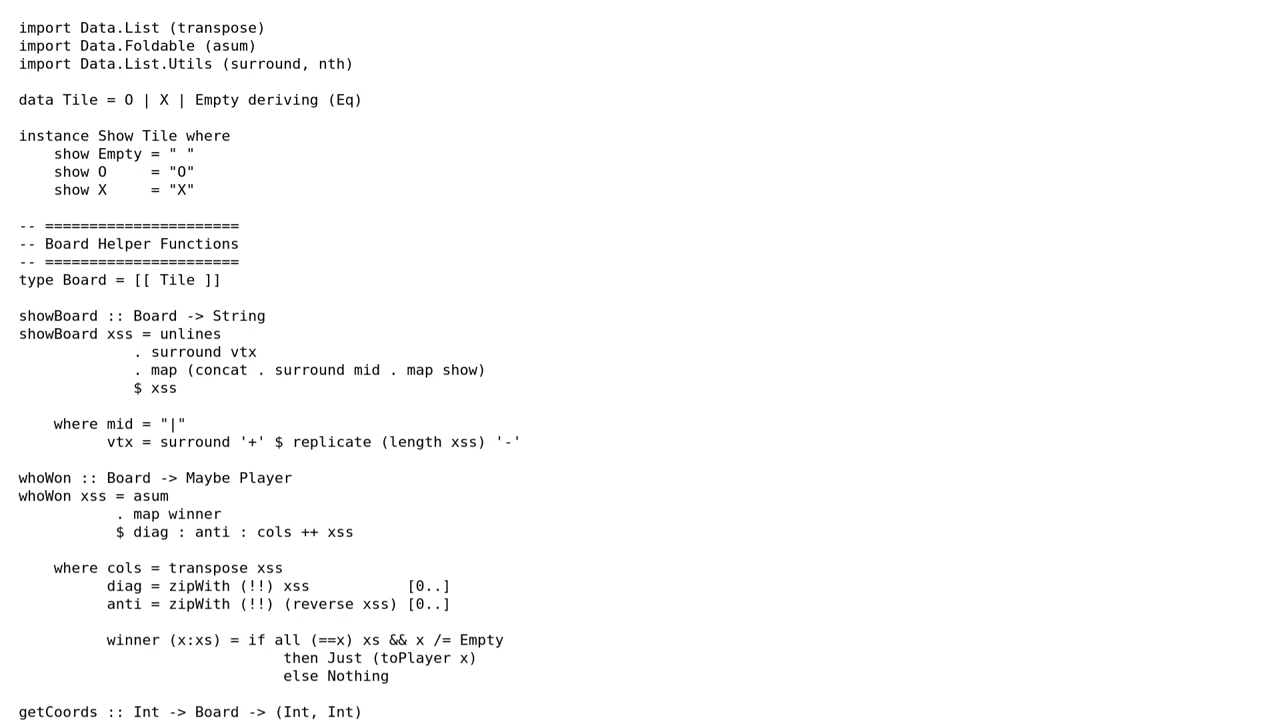 import Data.List (transpose)
import Data.Foldable (asum)
import Data.List.Utils (surround, nth)

data Tile = O | X | Empty deriving (Eq)

instance Show Tile where
    show Empty = " "
    show O     = "O"
    show X     = "X"

-- ======================
-- Board Helper Functions
-- ======================
type Board = [[ Tile ]]

showBoard :: Board -> String
showBoard xss = unlines
             . surround vtx
             . map (concat . surround mid . map show)
             $ xss

    where mid = "|"
          vtx = surround '+' $ replicate (length xss) '-'

whoWon :: Board -> Maybe Player
whoWon xss = asum
           . map winner
           $ diag : anti : cols ++ xss

    where cols = transpose xss
          diag = zipWith (!!) xss           [0..]
          anti = zipWith (!!) (reverse xss) [0..]

          winner (x:xs) = if all (==x) xs && x /= Empty
                              then Just (toPlayer x)
                              else Nothing

getCoords :: Int -> Board -> (Int, Int)